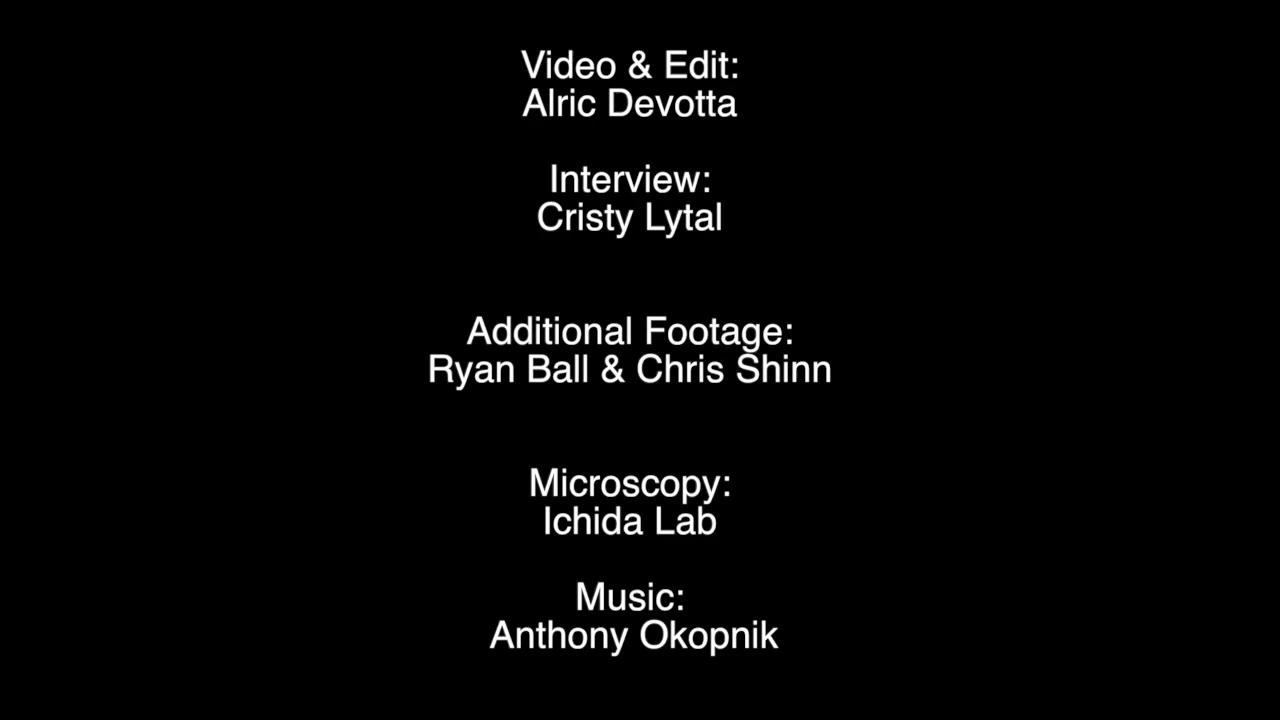 Video & Edit:
Alric Devotta
Interview:
Cristy Lytal
Additional Footage:
Ryan Ball & Chris Shinn
Microscopy:
Ichida Lab
Music:
Anthony Okopnik